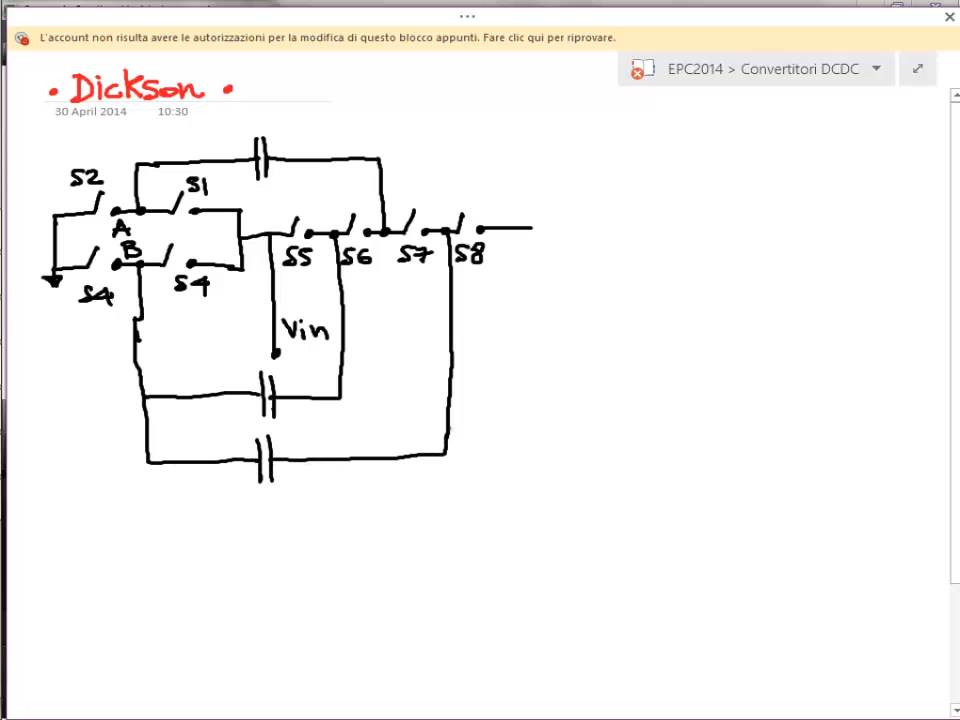 L'account non risulta avere le autorizzazioni per la modifica di questo blocco appunti. Fare clic qui per riprovare.
EPC2014 > Convertitori DCDC
• Dickson •
30 April 2014 10:30
S2
S1
A
B
S4
S4
S5
S6
S7
S8
Vin